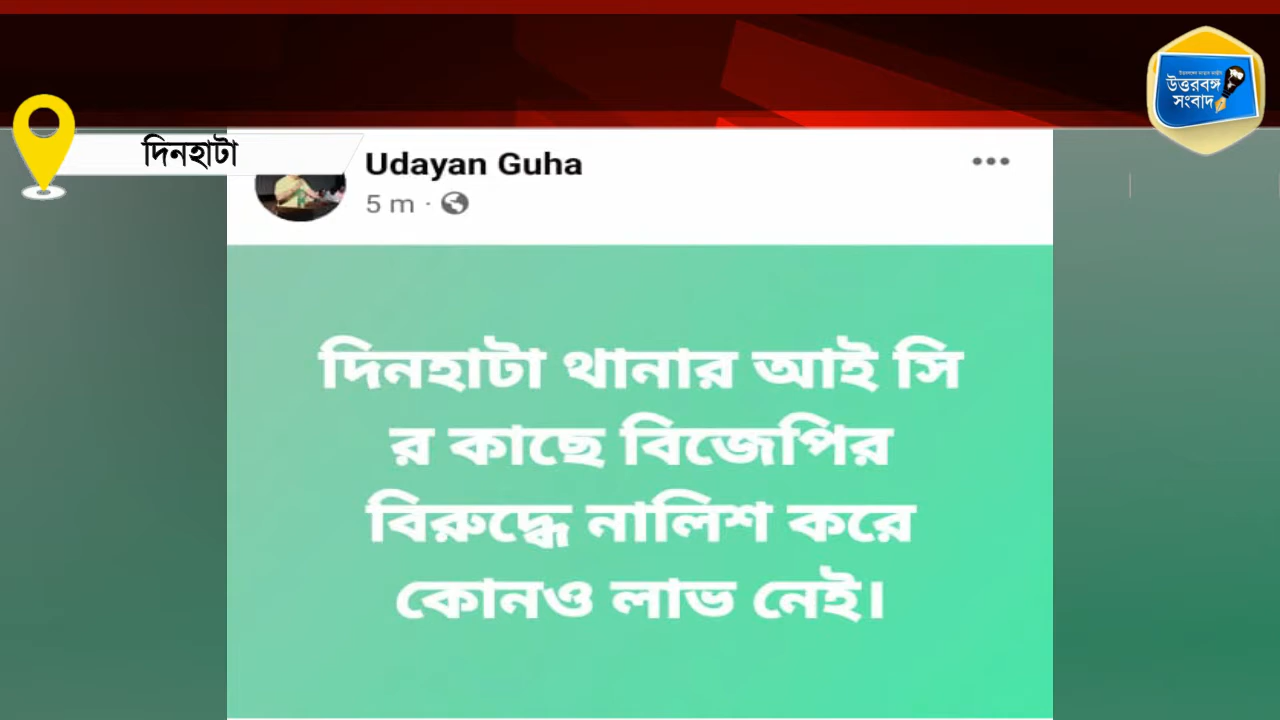 উত্তরবঙ্গ
সংবাদ
দিনহাটা
Udayan Guha
5 m ·
দিনহাটা থানার আই সি
র কাছে বিজেপির
বিরুদ্ধে নালিশ করে
কোনও লাভ নেই।